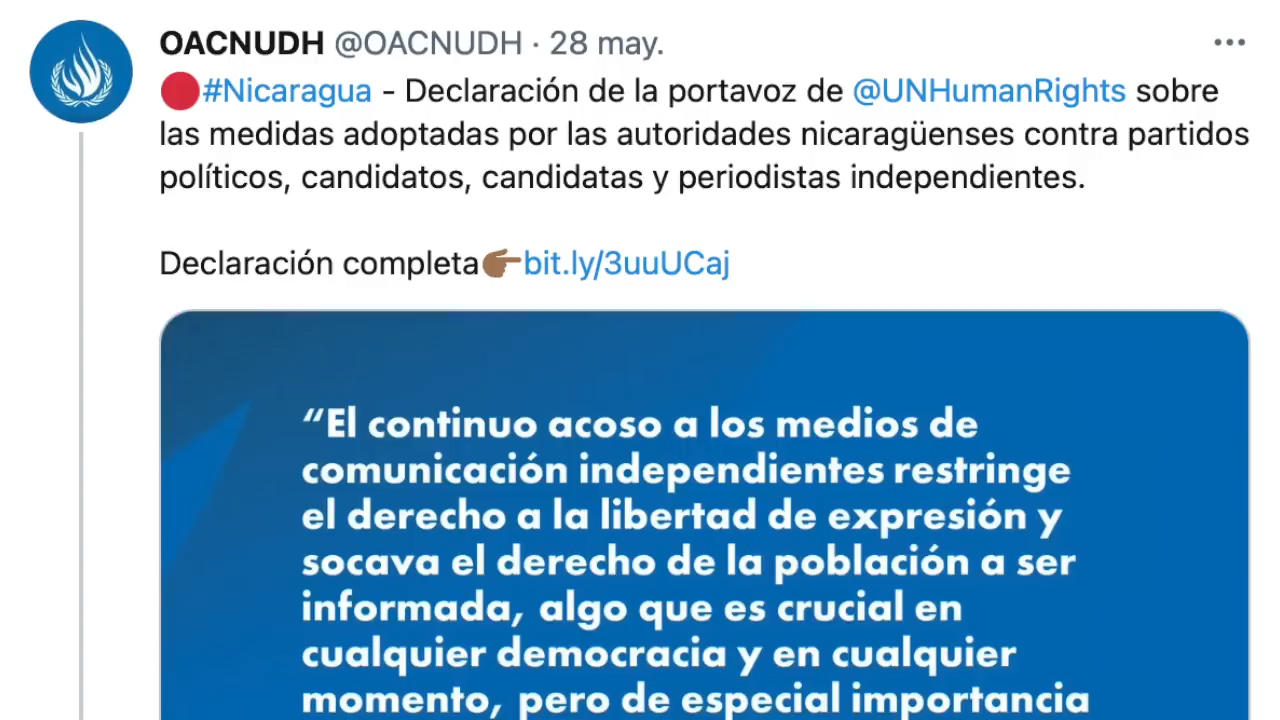 OACNUDH @OACNUDH · 28 may.
#Nicaragua - Declaración de la portavoz de @UNHumanRights sobre
las medidas adoptadas por las autoridades nicaragüenses contra partidos
políticos, candidatos, candidatas y periodistas independientes.
Declaración completa bit.ly/3uuUCaj
“El continuo acoso a los medios de
comunicación independientes restringe
el derecho a la libertad de expresión y
socava el derecho de la población a ser
informada, algo que es crucial en
cualquier democracia y en cualquier
momento, pero de especial importancia